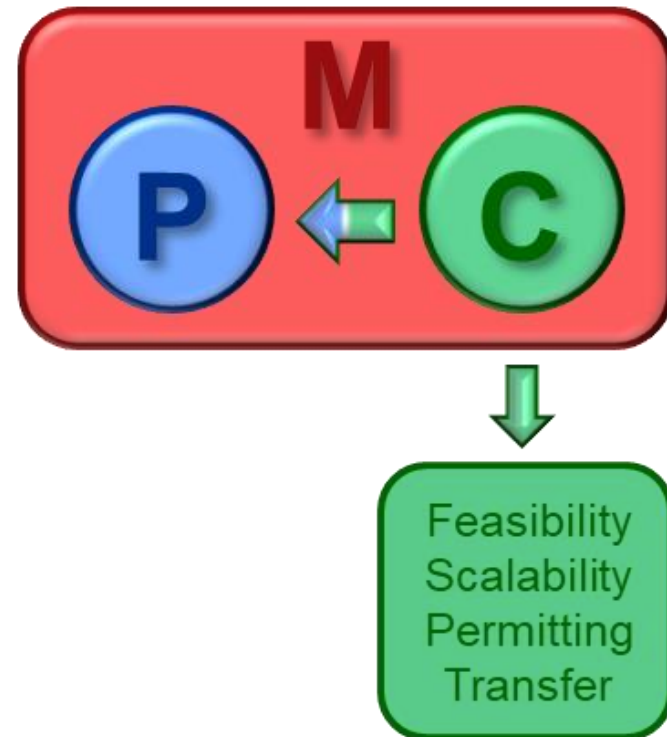 M
P
C
Feasibility
Scalability
Permitting
Transfer